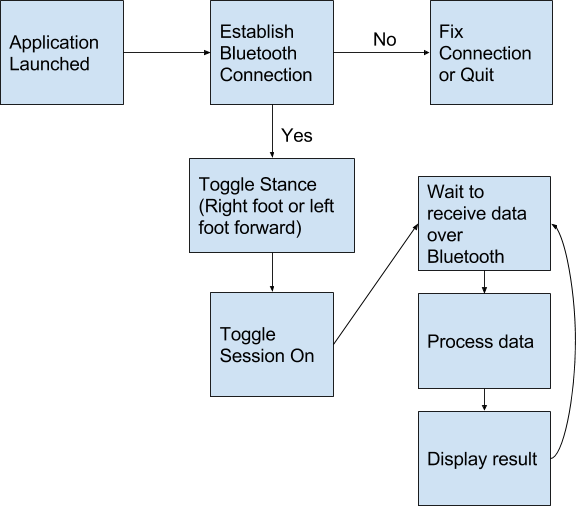 Application
Launched
Establish
Bluetooth
Connection
No
Fix
Connection
or Quit
Yes
Toggle Stance
(Right foot or left
foot forward)
Toggle
Session On
Wait to
receive data
over
Bluetooth
Process data
Display result